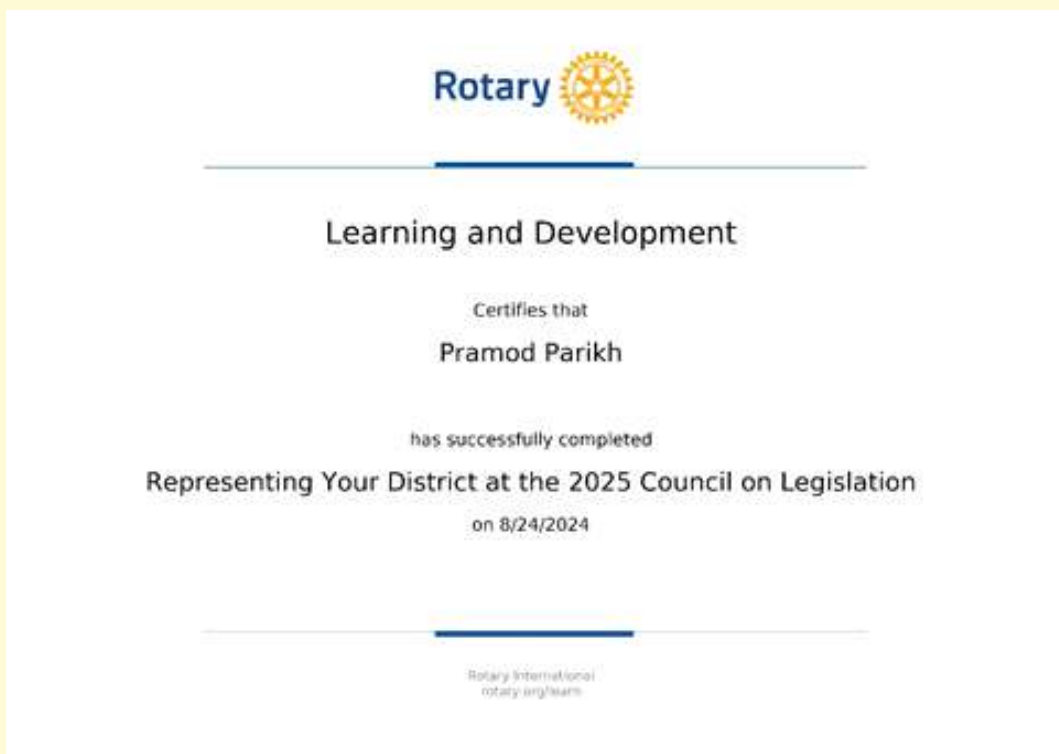 Rotary
Learning and Development
Certifies that
Pramod Parikh
has successfully completed
Representing Your District at the 2025 Council on Legislation
on 8/24/2024
Rotary International
rotary.org/learn